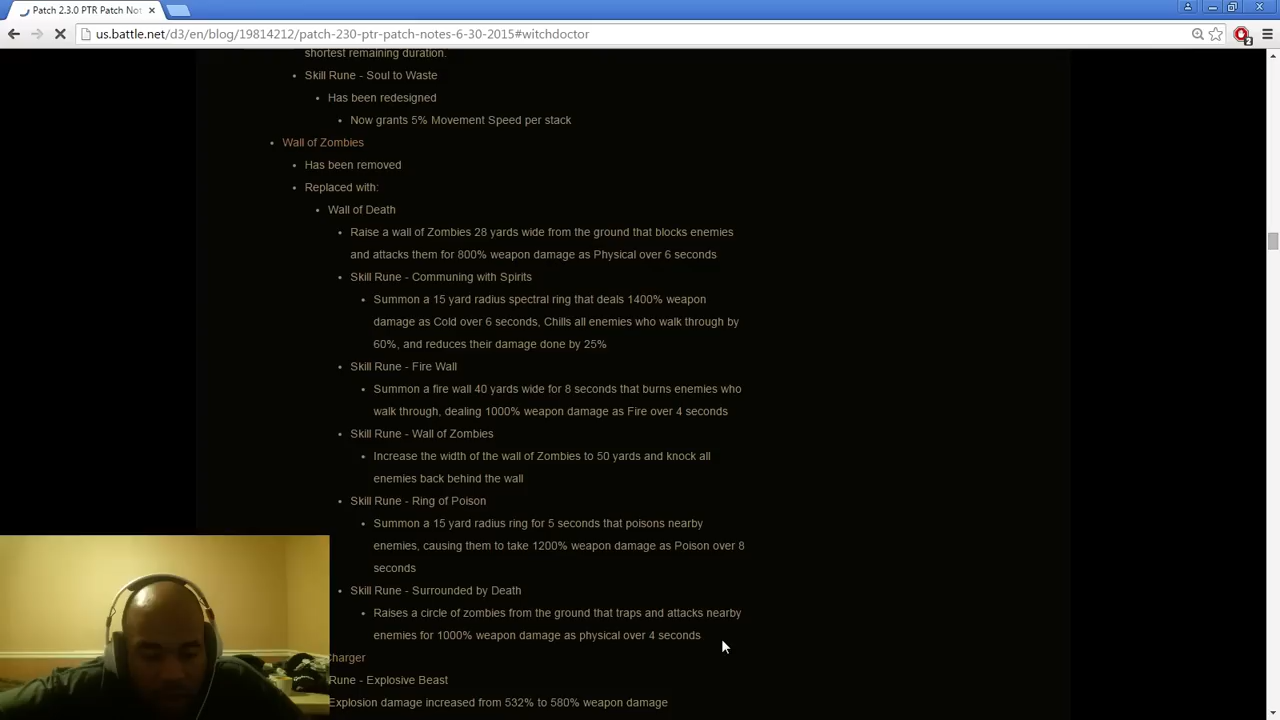 Patch 2.3.0 PTR Patch Not
us.battle.net/d3/en/blog/19814212/patch-230-ptr-patch-notes-6-30-2015#witchdoctor
2
shortest remaining duration.
Skill Rune - Soul to Waste
Has been redesigned
Now grants 5% Movement Speed per stack
Wall of Zombies
Has been removed
Replaced with:
Wall of Death
Raise a wall of Zombies 28 yards wide from the ground that blocks enemies
and attacks them for 800% weapon damage as Physical over 6 seconds
Skill Rune - Communing with Spirits
Summon a 15 yard radius spectral ring that deals 1400% weapon
damage as Cold over 6 seconds, Chills all enemies who walk through by
60%, and reduces their damage done by 25%
Skill Rune - Fire Wall
Summon a fire wall 40 yards wide for 8 seconds that burns enemies who
walk through, dealing 1000% weapon damage as Fire over 4 seconds
Skill Rune - Wall of Zombies
Increase the width of the wall of Zombies to 50 yards and knock all
enemies back behind the wall
Skill Rune - Ring of Poison
Summon a 15 yard radius ring for 5 seconds that poisons nearby
enemies, causing them to take 1200% weapon damage as Poison over 8
seconds
Skill Rune - Surrounded by Death
Raises a circle of zombies from the ground that traps and attacks nearby
enemies for 1000% weapon damage as physical over 4 seconds
Charger
Rune - Explosive Beast
Explosion damage increased from 532% to 580% weapon damage